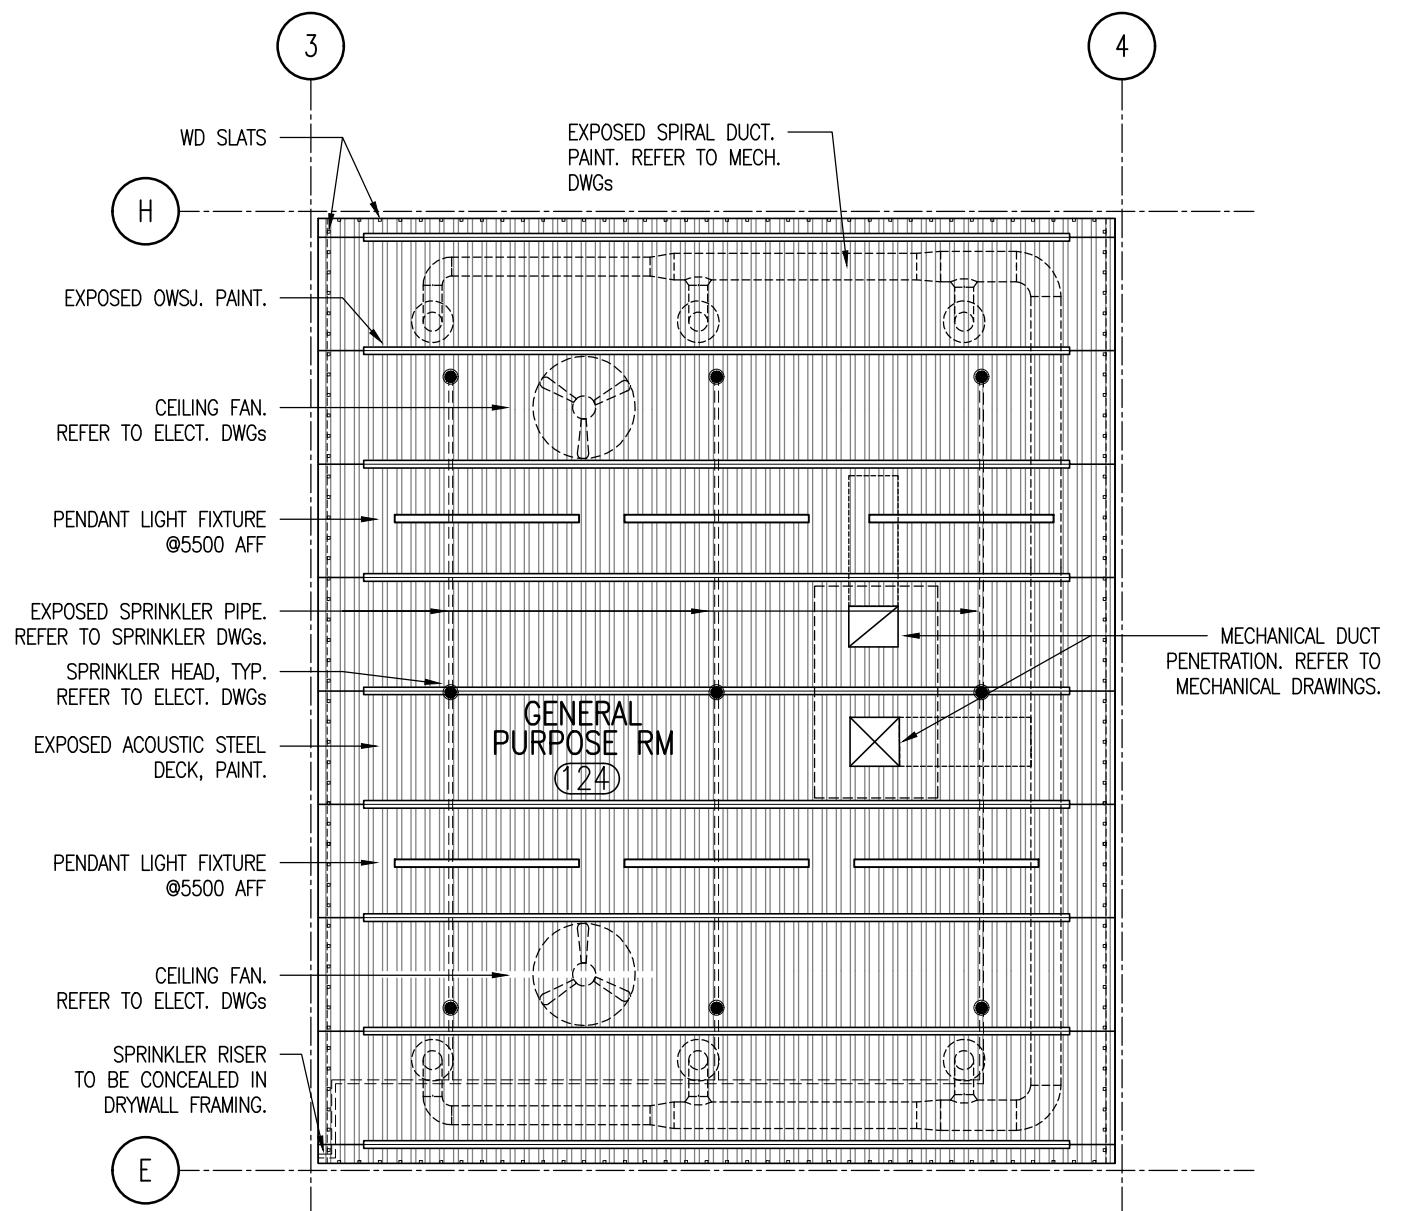 3
4
WD SLATS
EXPOSED SPIRAL DUCT.
PAINT. REFER TO MECH.
DWGs
H
EXPOSED OWSJ. PAINT.
CEILING FAN.
REFER TO ELECT. DWGs
PENDANT LIGHT FIXTURE
@5500 AFF
EXPOSED SPRINKLER PIPE.
REFER TO SPRINKLER DWGs.
MECHANICAL DUCT
PENETRATION. REFER TO
MECHANICAL DRAWINGS.
SPRINKLER HEAD, TYP.
REFER TO ELECT. DWGs
GENERAL
PURPOSE RM
124
EXPOSED ACOUSTIC STEEL
DECK, PAINT.
PENDANT LIGHT FIXTURE
@5500 AFF
CEILING FAN.
REFER TO ELECT. DWGs
SPRINKLER RISER
TO BE CONCEALED IN
DRYWALL FRAMING.
E